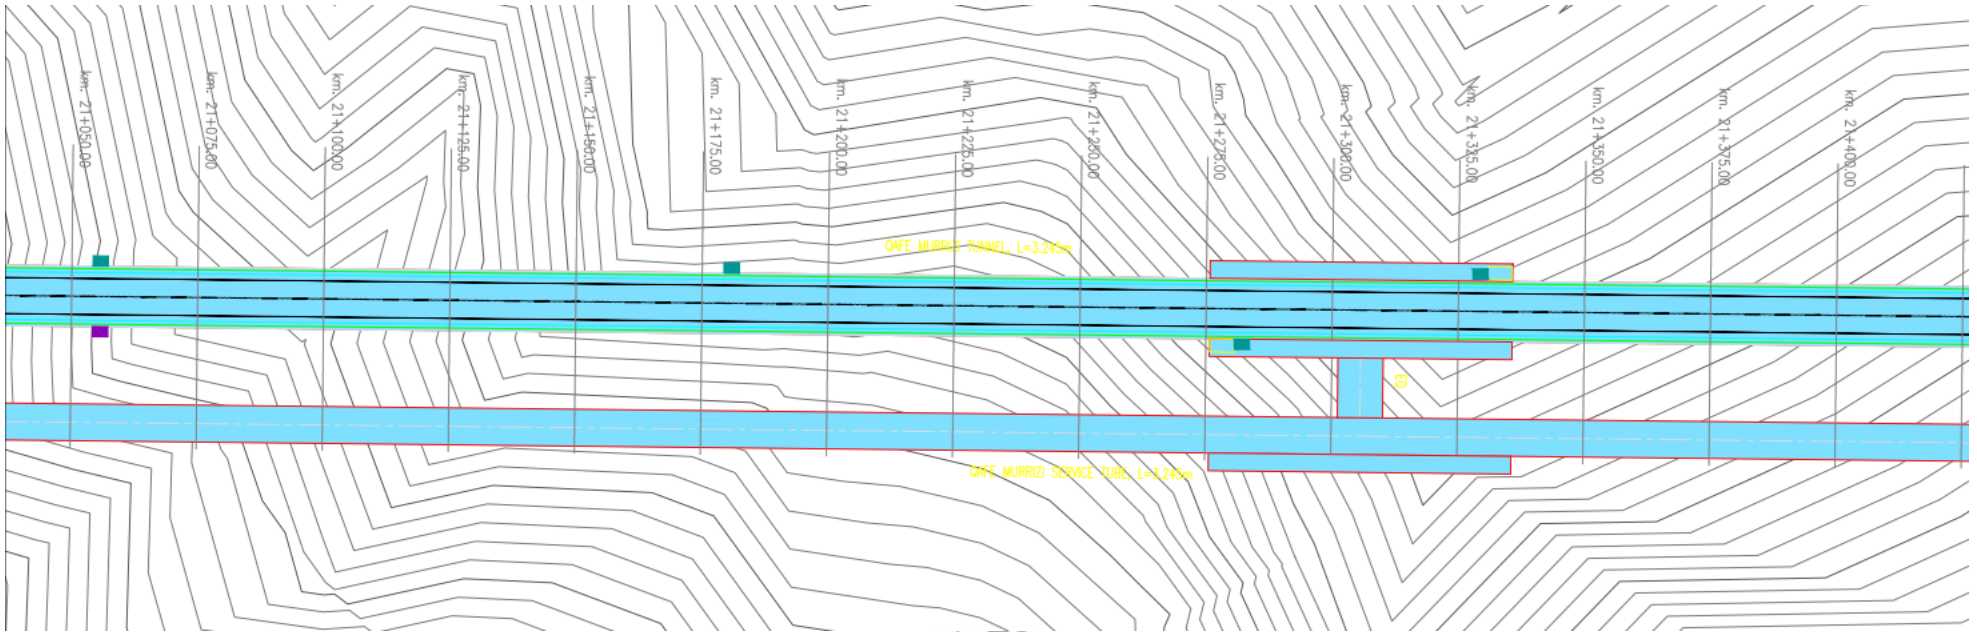 km. 21+050.00
km. 21+075.00
km. 21+100.00
km. 21+125.00
km. 21+150.00
km. 21+175.00
km. 21+200.00
km. 21+225.00
km. 21+250.00
km. 21+275.00
km. 21+300.00
km. 21+325.00
km. 21+350.00
km. 21+375.00
km. 21+400.00
QAFE MURRIZI TUNNEL, L=3.245m
ED
QAFE MURRIZI SERVICE TUBE, L=3.245m